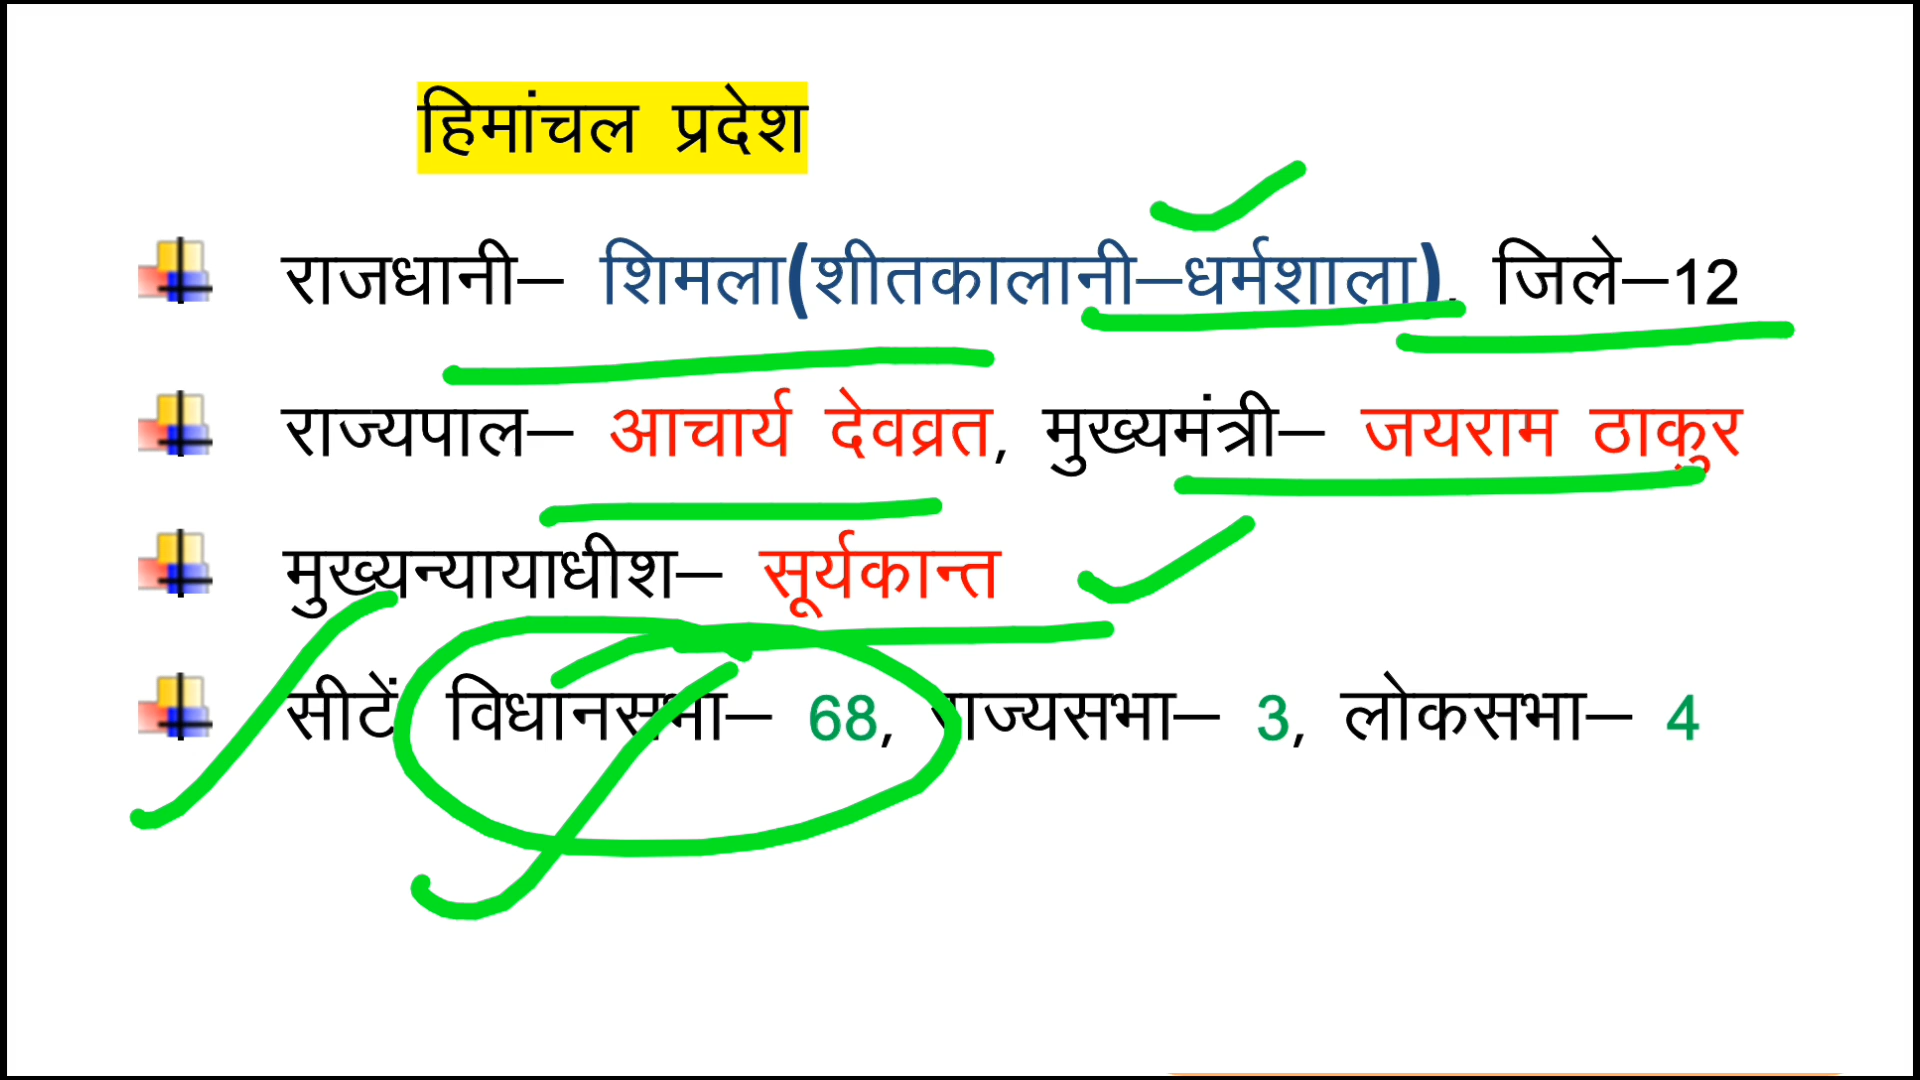 हिमांचल प्रदेश
राजधानी– शिमला(शीतकालानी–धर्मशाला), जिले–12
राज्यपाल– आचार्य देवव्रत, मुख्यमंत्री– जयराम ठाकुर
मुख्यन्यायाधीश– सूर्यकान्त
सीटें विधानसभा– 68, राज्यसभा– 3, लोकसभा– 4